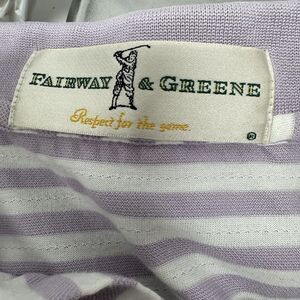 FAIRWAY & GREENE
Respect for the game.
®